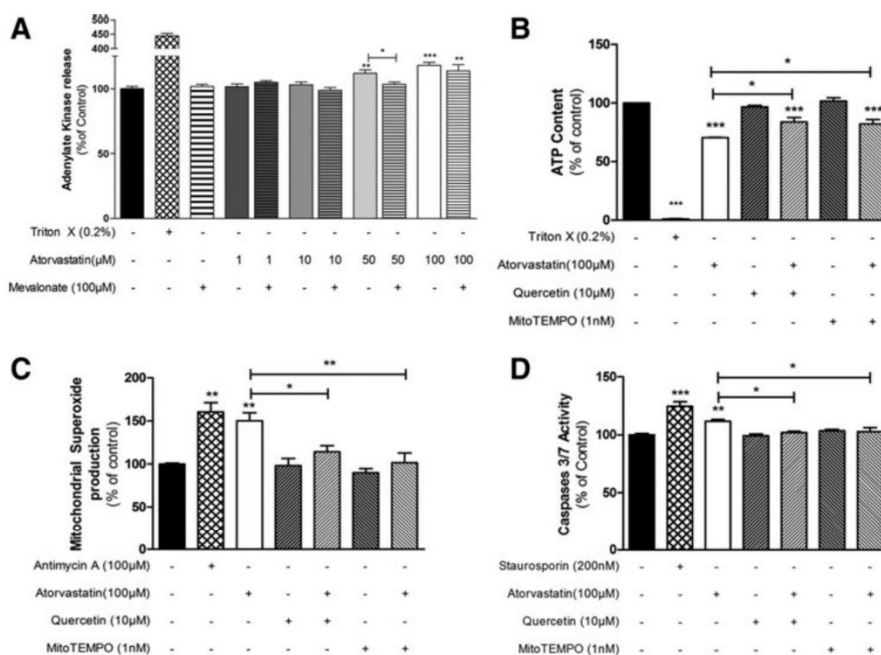 A
Adenylate Kinase release
(%of Control)
500
450
400
100
50
0
** * *** **
Triton X (0.2%) - + - - - - - - - - -
Atorvastatin(µM) - - - 1 1 10 10 50 50 100 100
Mevalonate (100µM) - - + - + - + - + - +
B
ATP Content
(% of control)
150
100
50
0
*
*
*** *** *** ***
Triton X (0.2%) - + - - - - -
Atorvastatin(100µM) - - + - + - +
Quercetin (10µM) - - - + + - -
MitoTEMPO (1nM) - - - - - + +
C
Mitochondrial Superoxide
production
(% of control)
200
150
100
50
0
**
*
** **
Antimycin A (100µM) - + - - - - -
Atorvastatin(100µM) - - + - + - +
Quercetin (10µM) - - - + + - -
MitoTEMPO (1nM) - - - - - + +
D
Caspases 3/7 Activity
(% of Control)
150
100
50
0
*
*
*** **
Staurosporin (200nM) - + - - - - -
Atorvastatin(100µM) - - + - + - +
Quercetin (10µM) - - - + + - -
MitoTEMPO (1nM) - - - - - + +